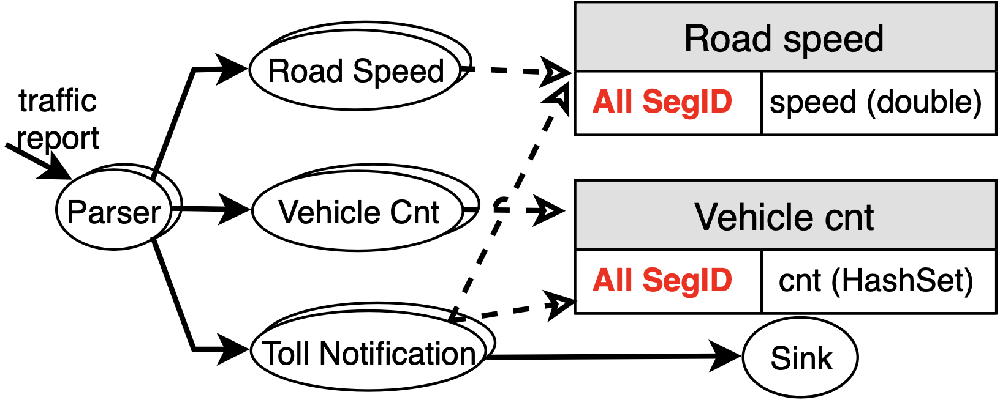 traffic
report
Parser
Road Speed
Vehicle Cnt
Toll Notification
Road speed
All SegID
speed (double)
Vehicle cnt
All SegID
cnt (HashSet)
Sink